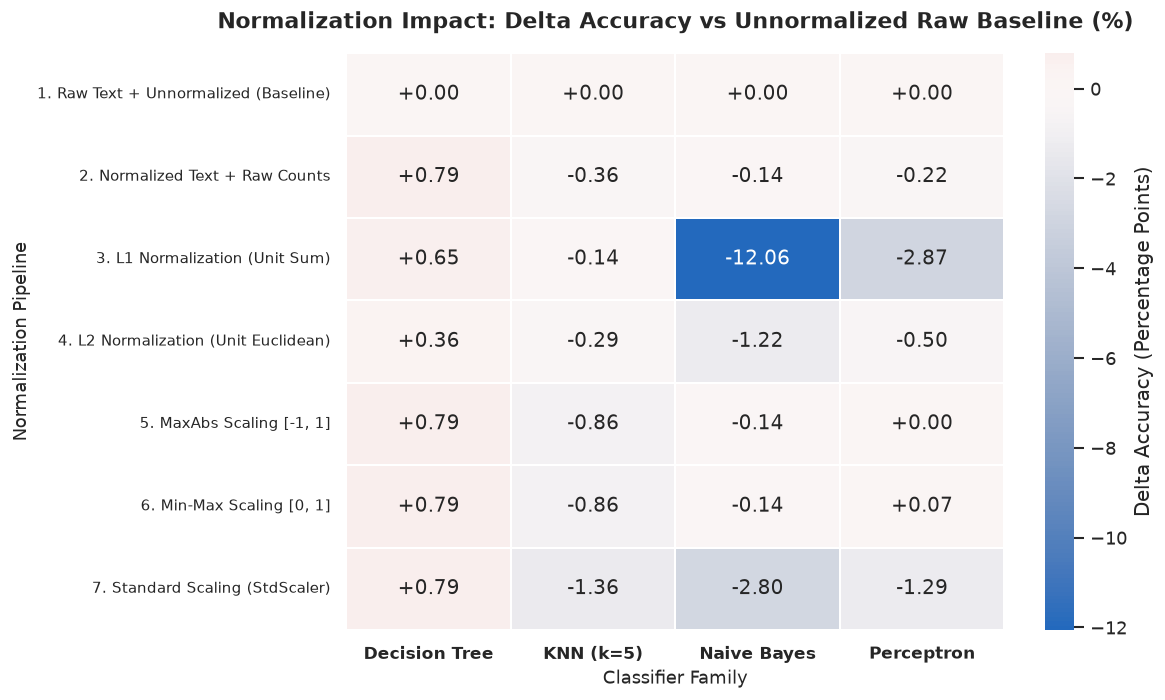 Normalization Impact: Delta Accuracy vs Unnormalized Raw Baseline (%)
Normalization Pipeline
1. Raw Text + Unnormalized (Baseline) +0.00 +0.00 +0.00 +0.00
2. Normalized Text + Raw Counts +0.79 -0.36 -0.14 -0.22
3. L1 Normalization (Unit Sum) +0.65 -0.14 -12.06 -2.87
4. L2 Normalization (Unit Euclidean) +0.36 -0.29 -1.22 -0.50
5. MaxAbs Scaling [-1, 1] +0.79 -0.86 -0.14 +0.00
6. Min-Max Scaling [0, 1] +0.79 -0.86 -0.14 +0.07
7. Standard Scaling (StdScaler) +0.79 -1.36 -2.80 -1.29
Decision Tree KNN (k=5) Naive Bayes Perceptron
Classifier Family
0
−2
−4
−6
−8
−10
−12
Delta Accuracy (Percentage Points)